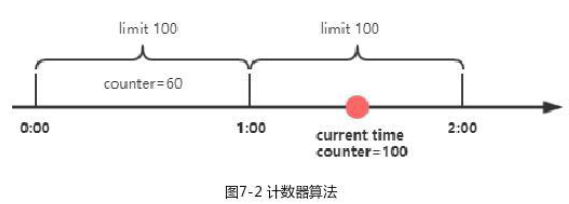 limit 100
limit 100
counter=60
0:00
1:00
2:00
current time
counter=100
图7-2 计数器算法